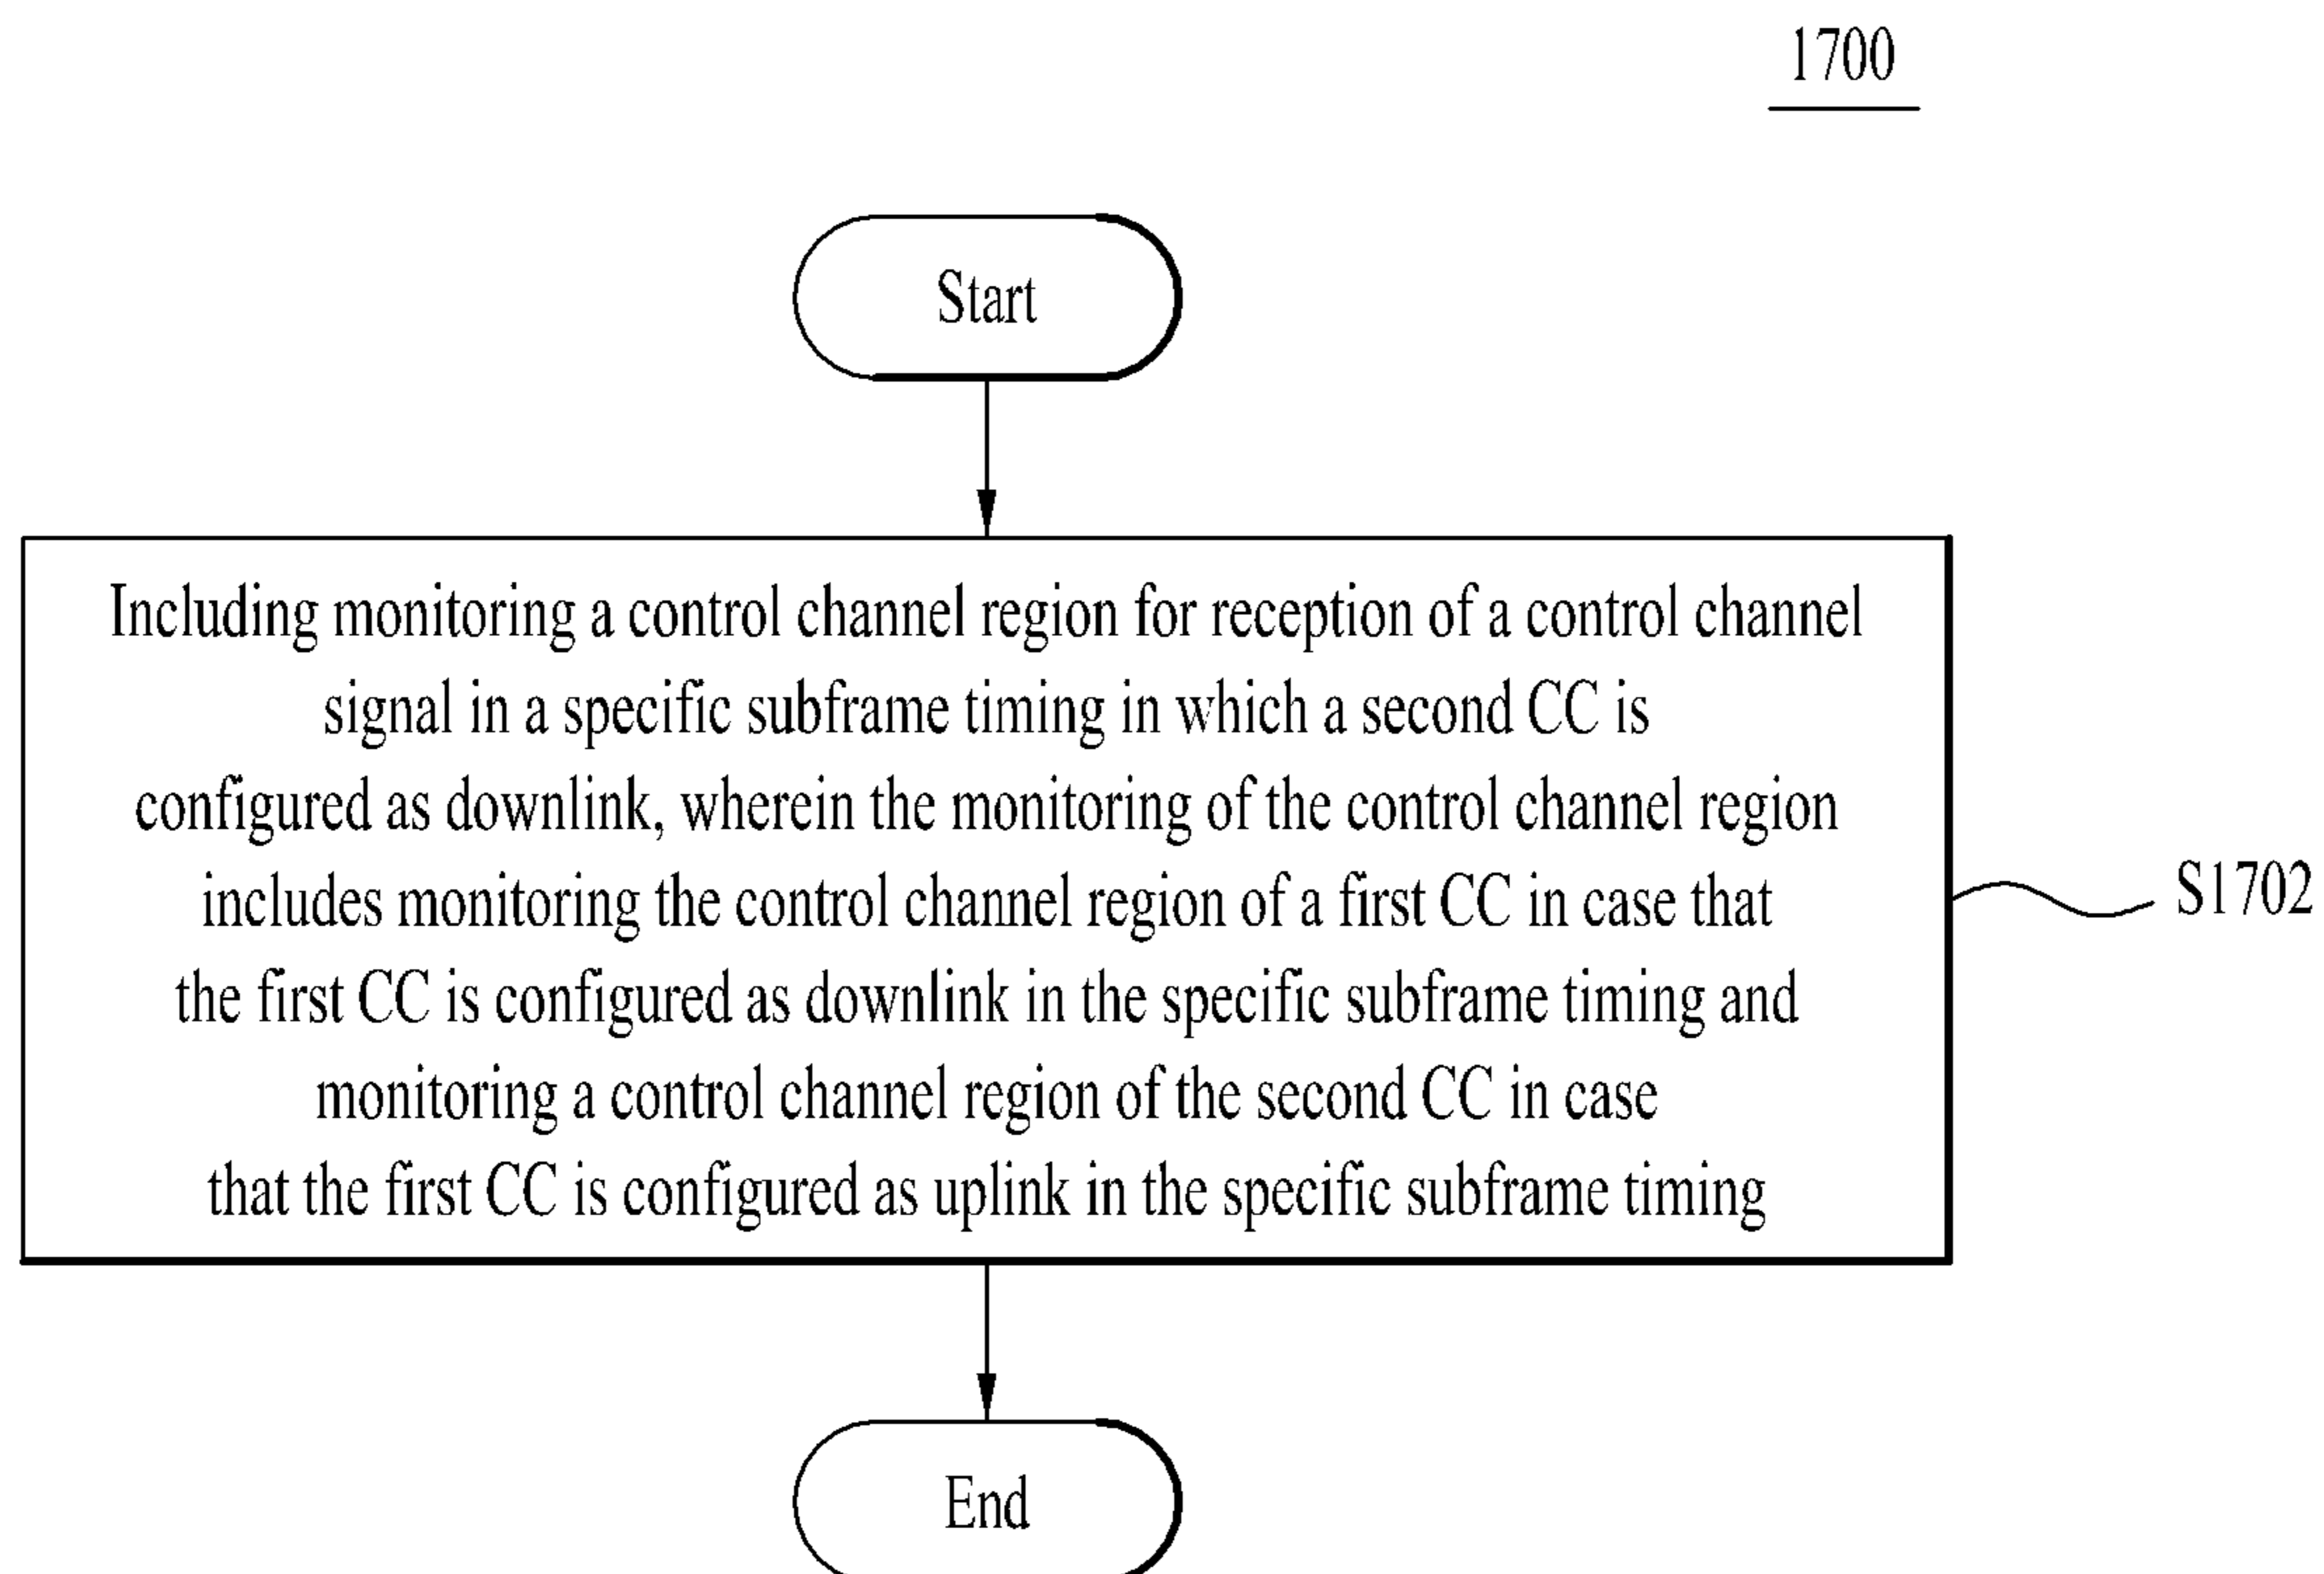 1700
Start
Including monitoring a control channel region for reception of a control channel
signal in a specific subframe timing in which a second CC is
configured as downlink, wherein the monitoring of the control channel region
includes monitoring the control channel region of a first CC in case that
the first CC is configured as downlink in the specific subframe timing and
monitoring a control channel region of the second CC in case
that the first CC is configured as uplink in the specific subframe timing
S1702
End